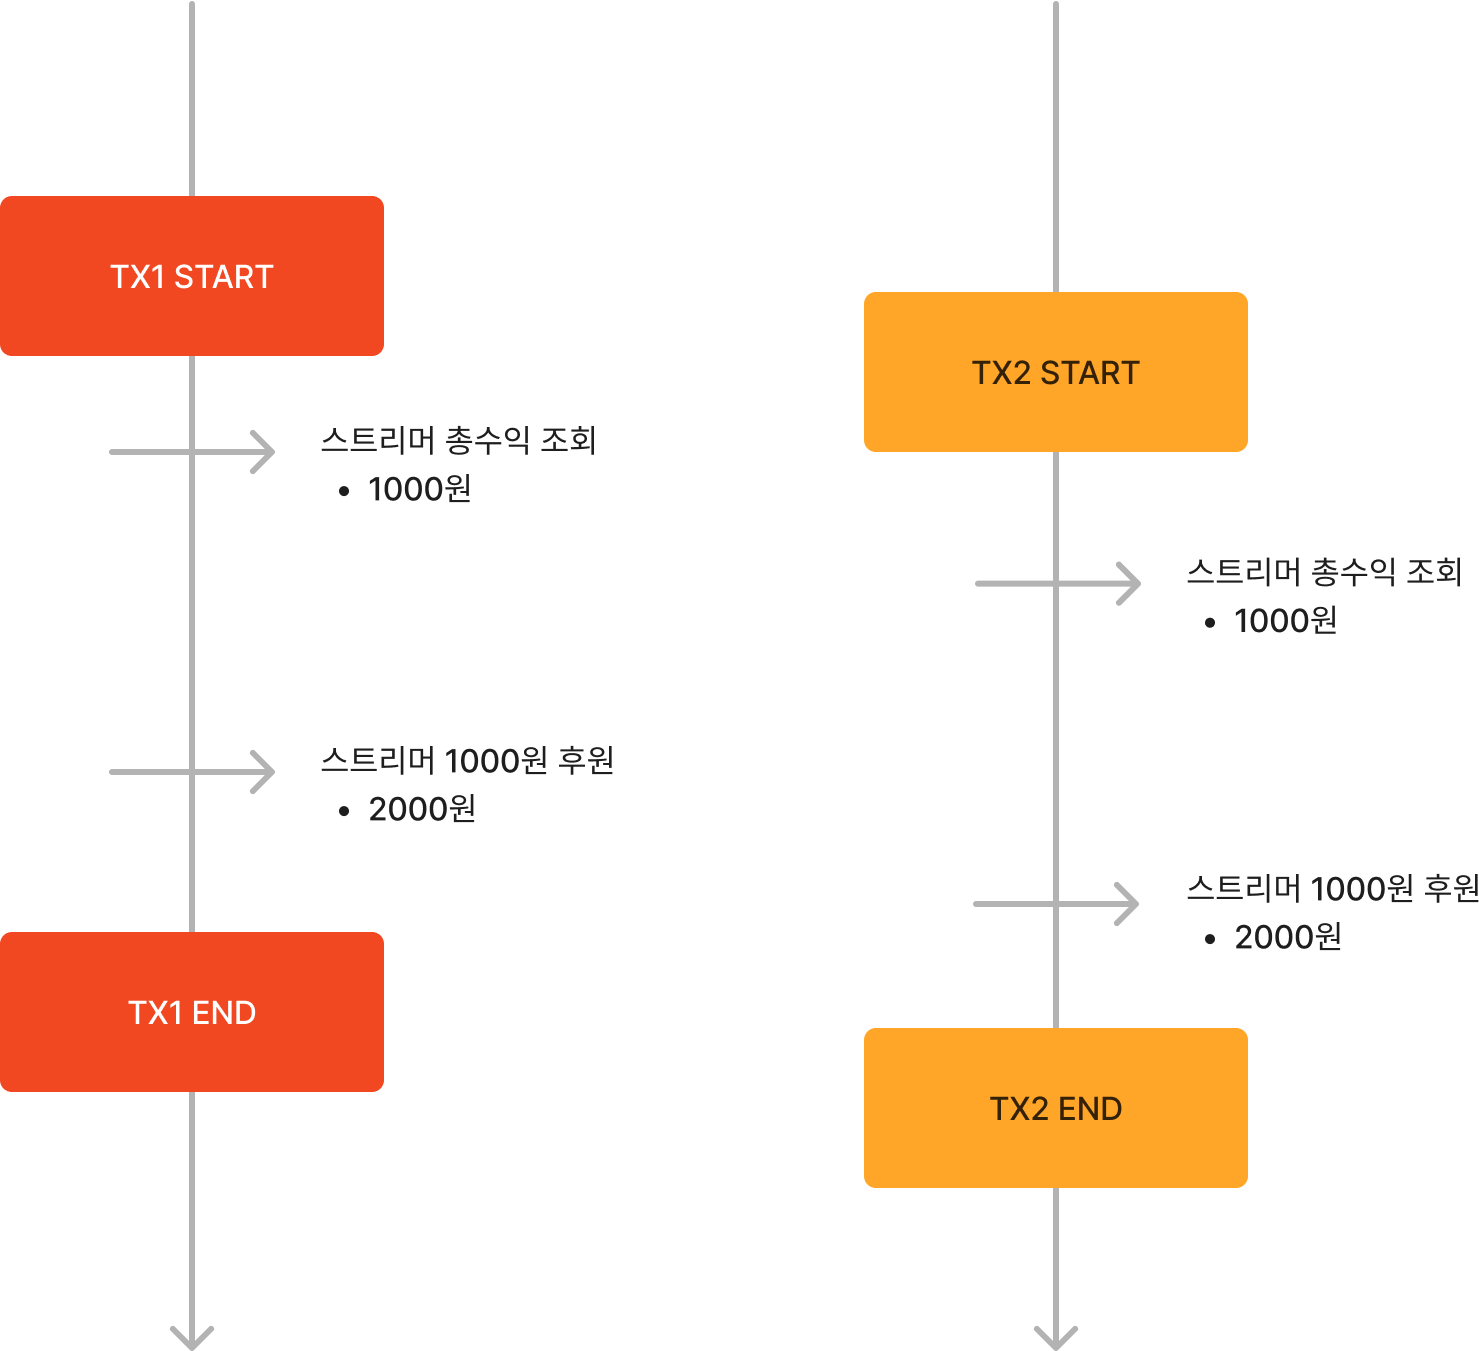 TX1 START
스트리머 총수익 조회
• 1000원
스트리머 1000원 후원
• 2000원
TX1 END
TX2 START
스트리머 총수익 조회
• 1000원
스트리머 1000원 후원
• 2000원
TX2 END